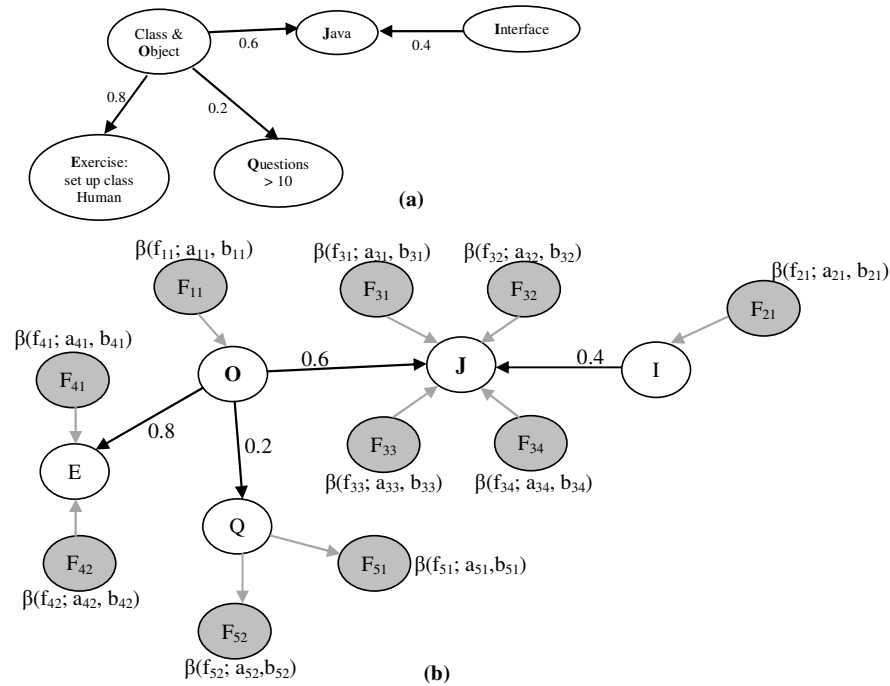 Class &
Object
0.6
Java
0.4
Interface
0.8
0.2
Exercise:
set up class
Human
Questions
> 10
(a)
β(f₁₁; a₁₁, b₁₁)
F₁₁
β(f₃₁; a₃₁, b₃₁)
F₃₁
β(f₃₂; a₃₂, b₃₂)
F₃₂
β(f₂₁; a₂₁, b₂₁)
F₂₁
β(f₄₁; a₄₁, b₄₁)
F₄₁
O
0.6
J
0.4
I
0.8
0.2
E
F₃₃
β(f₃₃; a₃₃, b₃₃)
F₃₄
β(f₃₄; a₃₄, b₃₄)
Q
F₄₂
β(f₄₂; a₄₂, b₄₂)
F₅₁
β(f₅₁; a₅₁,b₅₁)
F₅₂
β(f₅₂; a₅₂,b₅₂)
(b)